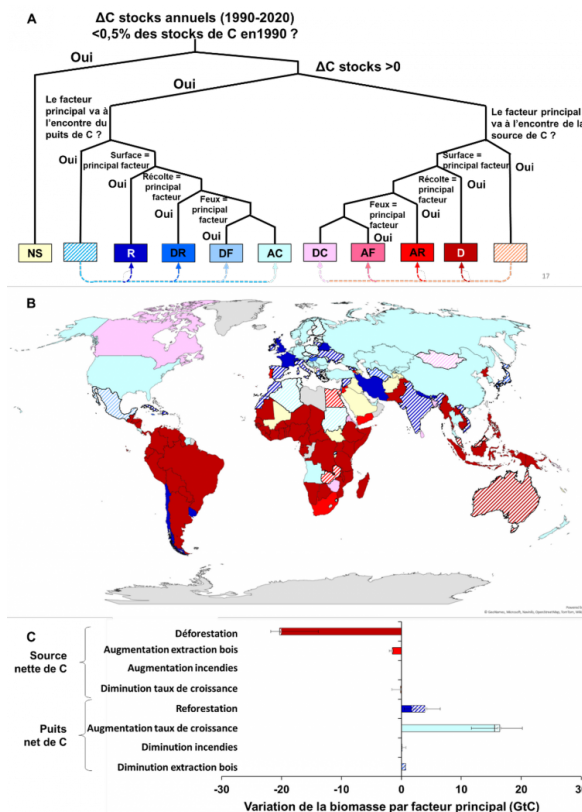 A
ΔC stocks annuels (1990-2020)
<0,5% des stocks de C en1990 ?
Oui
ΔC stocks >0
Oui
Le facteur
principal va à
l'encontre du
puits de C ?
Le facteur principal
va à l'encontre de la
source de C ?
Oui
Surface =
principal facteur
Surface =
principal facteur
Oui
Oui
Récolte =
principal
facteur
Récolte =
principal
facteur
Oui
Oui
Oui
Feux =
principal
facteur
Feux =
principal
facteur
Oui
Oui
NS
R
DR
DF
AC
DC
AF
AR
D
17
B
C
Source
nette de C
Déforestation
Augmentation extraction bois
Augmentation incendies
Diminution taux de croissance
Puits
net de C
Reforestation
Augmentation taux de croissance
Diminution incendies
Diminution extraction bois
-30 -20 -10 0 10 20 30
Variation de la biomasse par facteur principal (GtC)